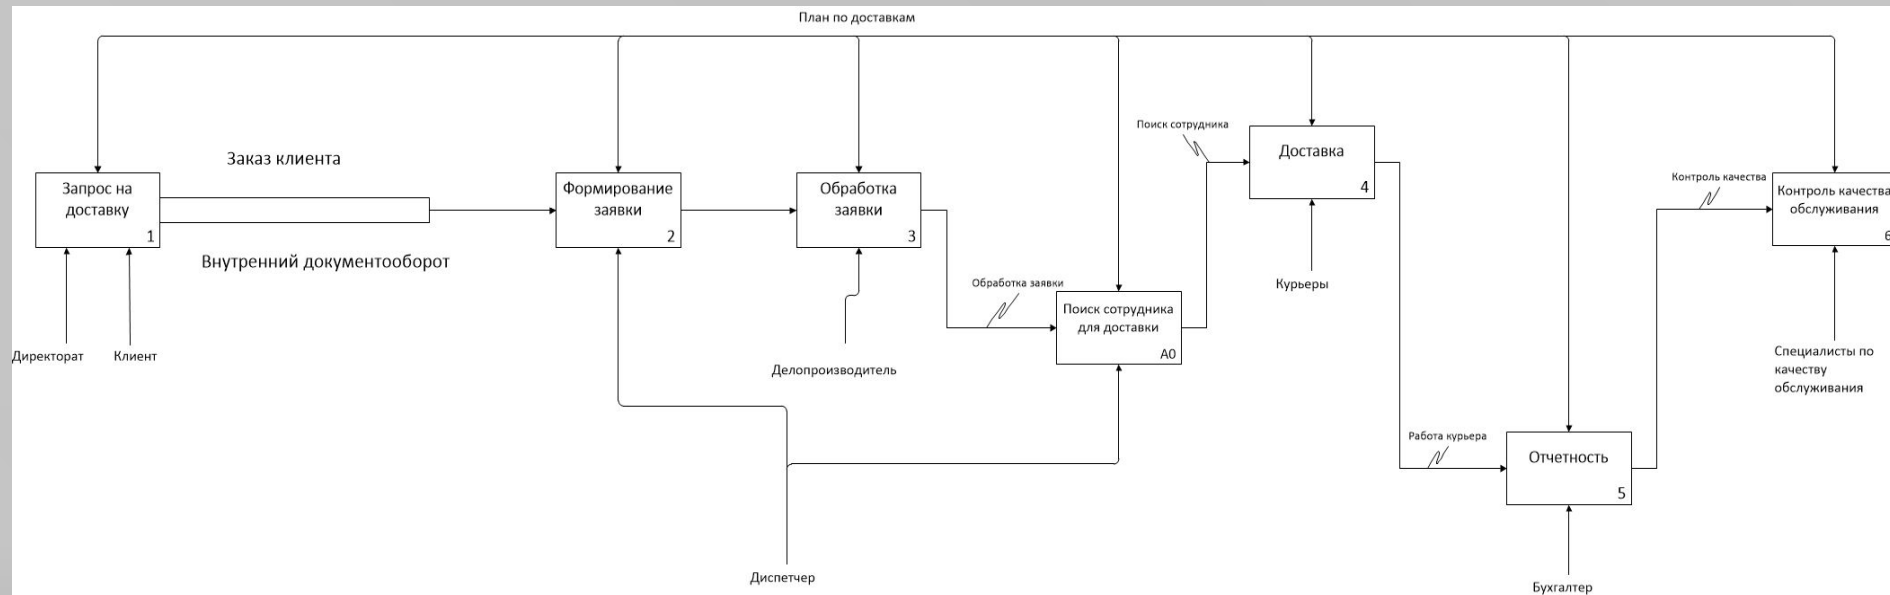 План по доставкам
Заказ клиента
Запрос на
доставку
1
Внутренний документооборот
Директорат
Клиент
Формирование
заявки
2
Обработка
заявки
3
Делопроизводитель
Диспетчер
Обработка заявки
Поиск сотрудника
для доставки
A0
Поиск сотрудника
Доставка
4
Курьеры
Работа курьера
Отчетность
5
Бухгалтер
Контроль качества
Контроль качества
обслуживания
6
Специалисты по
качеству
обслуживания